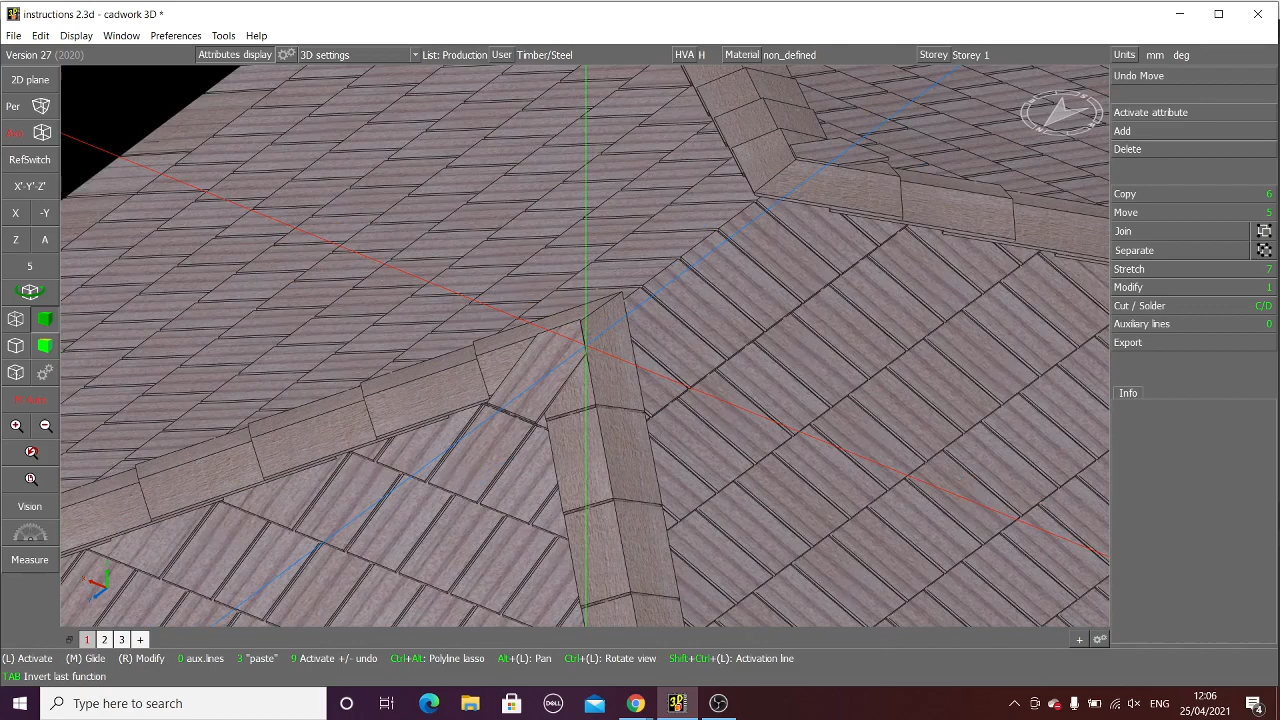 instructions 2.3d - cadwork 3D *
File Edit Display Window Preferences Tools Help
Version 27 (2020) Attributes display 3D settings List: Production User Timber/Steel HVA H Material non_defined Storey Storey 1 Units mm deg
2D plane
Per
Axo
RefSwitch
X'-Y'-Z'
X -Y
Z A
5
Vision
Measure
Undo Move
Activate attribute
Add
Delete
Copy 6
Move 5
Join
Separate
Stretch 7
Modify 1
Cut / Solder C/D
Auxiliary lines 0
Export
Info
1 2 3 + +
(L) Activate (M) Glide (R) Modify 0 aux.lines 3 "paste" 9 Activate +/- undo Ctrl+Alt: Polyline lasso Alt+(L): Pan Ctrl+(L): Rotate view Shift+Ctrl+(L): Activation line
TAB Invert last function
Type here to search
DELL
3D
ENG
12:06
25/04/2021
4